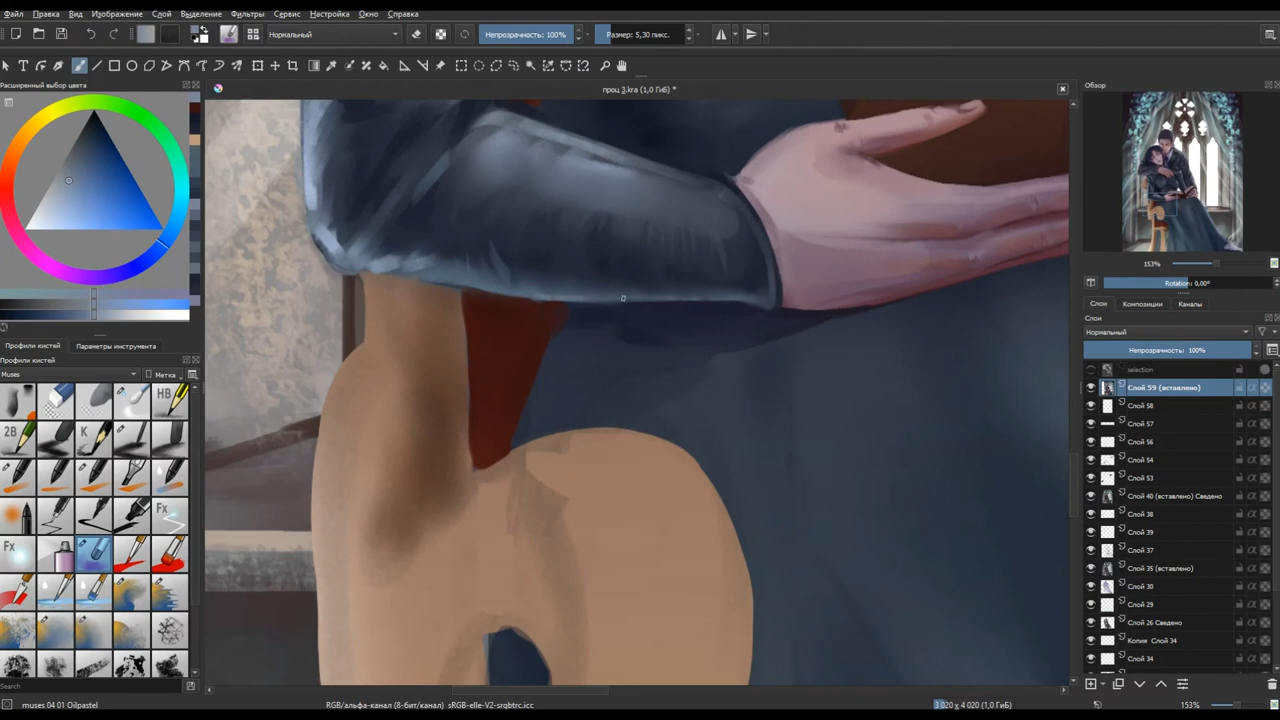 Файл Правка Вид Изображение Слой Выделение Фильтры Сервис Настройка Окно Справка
Нормальный Непрозрачность: 100% Размер: 5,30 пикс.
проц 3.kra (1,0 ГиБ) *
Расширенный выбор цвета
Профили кистей Параметры инструмента
Профили кистей
Muses Метка
HB
2B K
Fx
Fx
Search
muses 04 01 Oilpastel
RGB/альфа-канал (8-бит/канал) sRGB-elle-V2-srgbtrc.icc
3 020 x 4 020 (1,0 ГиБ)
153%
Обзор
153%
Rotation: 0,00°
Слои Композиции Каналы
Слои
Нормальный
Непрозрачность: 100%
selection
Слой 59 (вставлено)
Слой 58
Слой 57
Слой 56
Слой 54
Слой 53
Слой 40 (вставлено) Сведено
Слой 38
Слой 39
Слой 37
Слой 35 (вставлено)
Слой 30
Слой 29
Слой 26 Сведено
Копия Слой 34
Слой 34